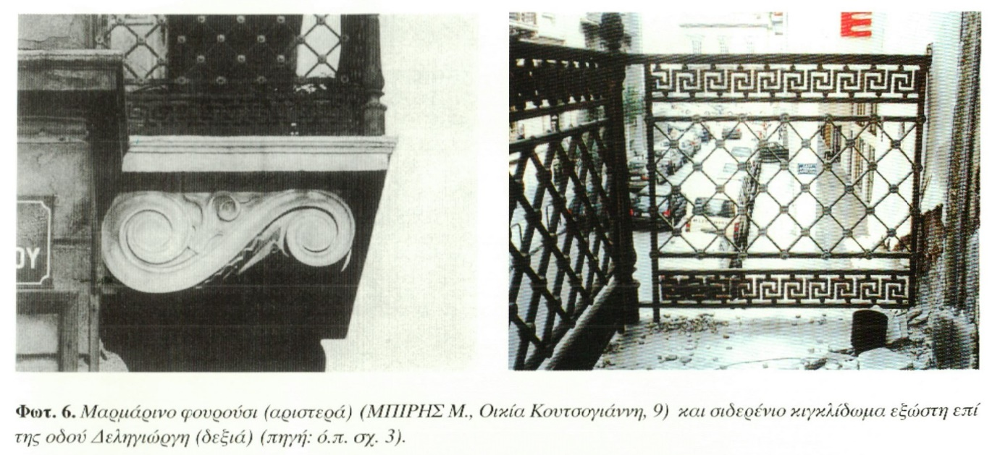 ΟΥ
E
Φωτ. 6. Μαρμάρινο φουρούσι (αριστερά) (ΜΠΙΡΗΣ Μ., Οικία Κουτσογιάννη, 9) και σιδερένιο κιγκλίδωμα εξώστη επί
της οδού Δεληγιώργη (δεξιά) (πηγή: ό.π. σχ. 3).